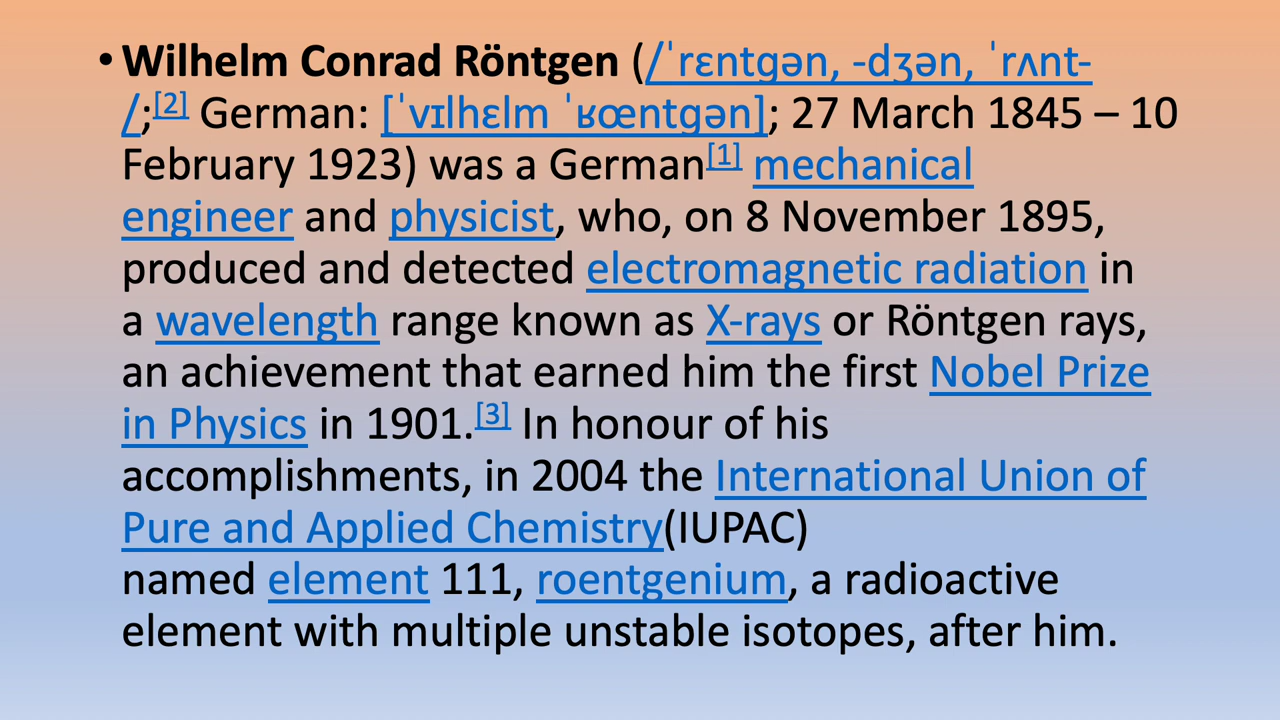 • Wilhelm Conrad Röntgen (/ˈrɛntɡən, -dʒən, ˈrʌnt-
/;[2] German: [ˈvɪlhɛlm ˈʁœntɡən]; 27 March 1845 – 10
February 1923) was a German[1] mechanical
engineer and physicist, who, on 8 November 1895,
produced and detected electromagnetic radiation in
a wavelength range known as X-rays or Röntgen rays,
an achievement that earned him the first Nobel Prize
in Physics in 1901.[3] In honour of his
accomplishments, in 2004 the International Union of
Pure and Applied Chemistry(IUPAC)
named element 111, roentgenium, a radioactive
element with multiple unstable isotopes, after him.